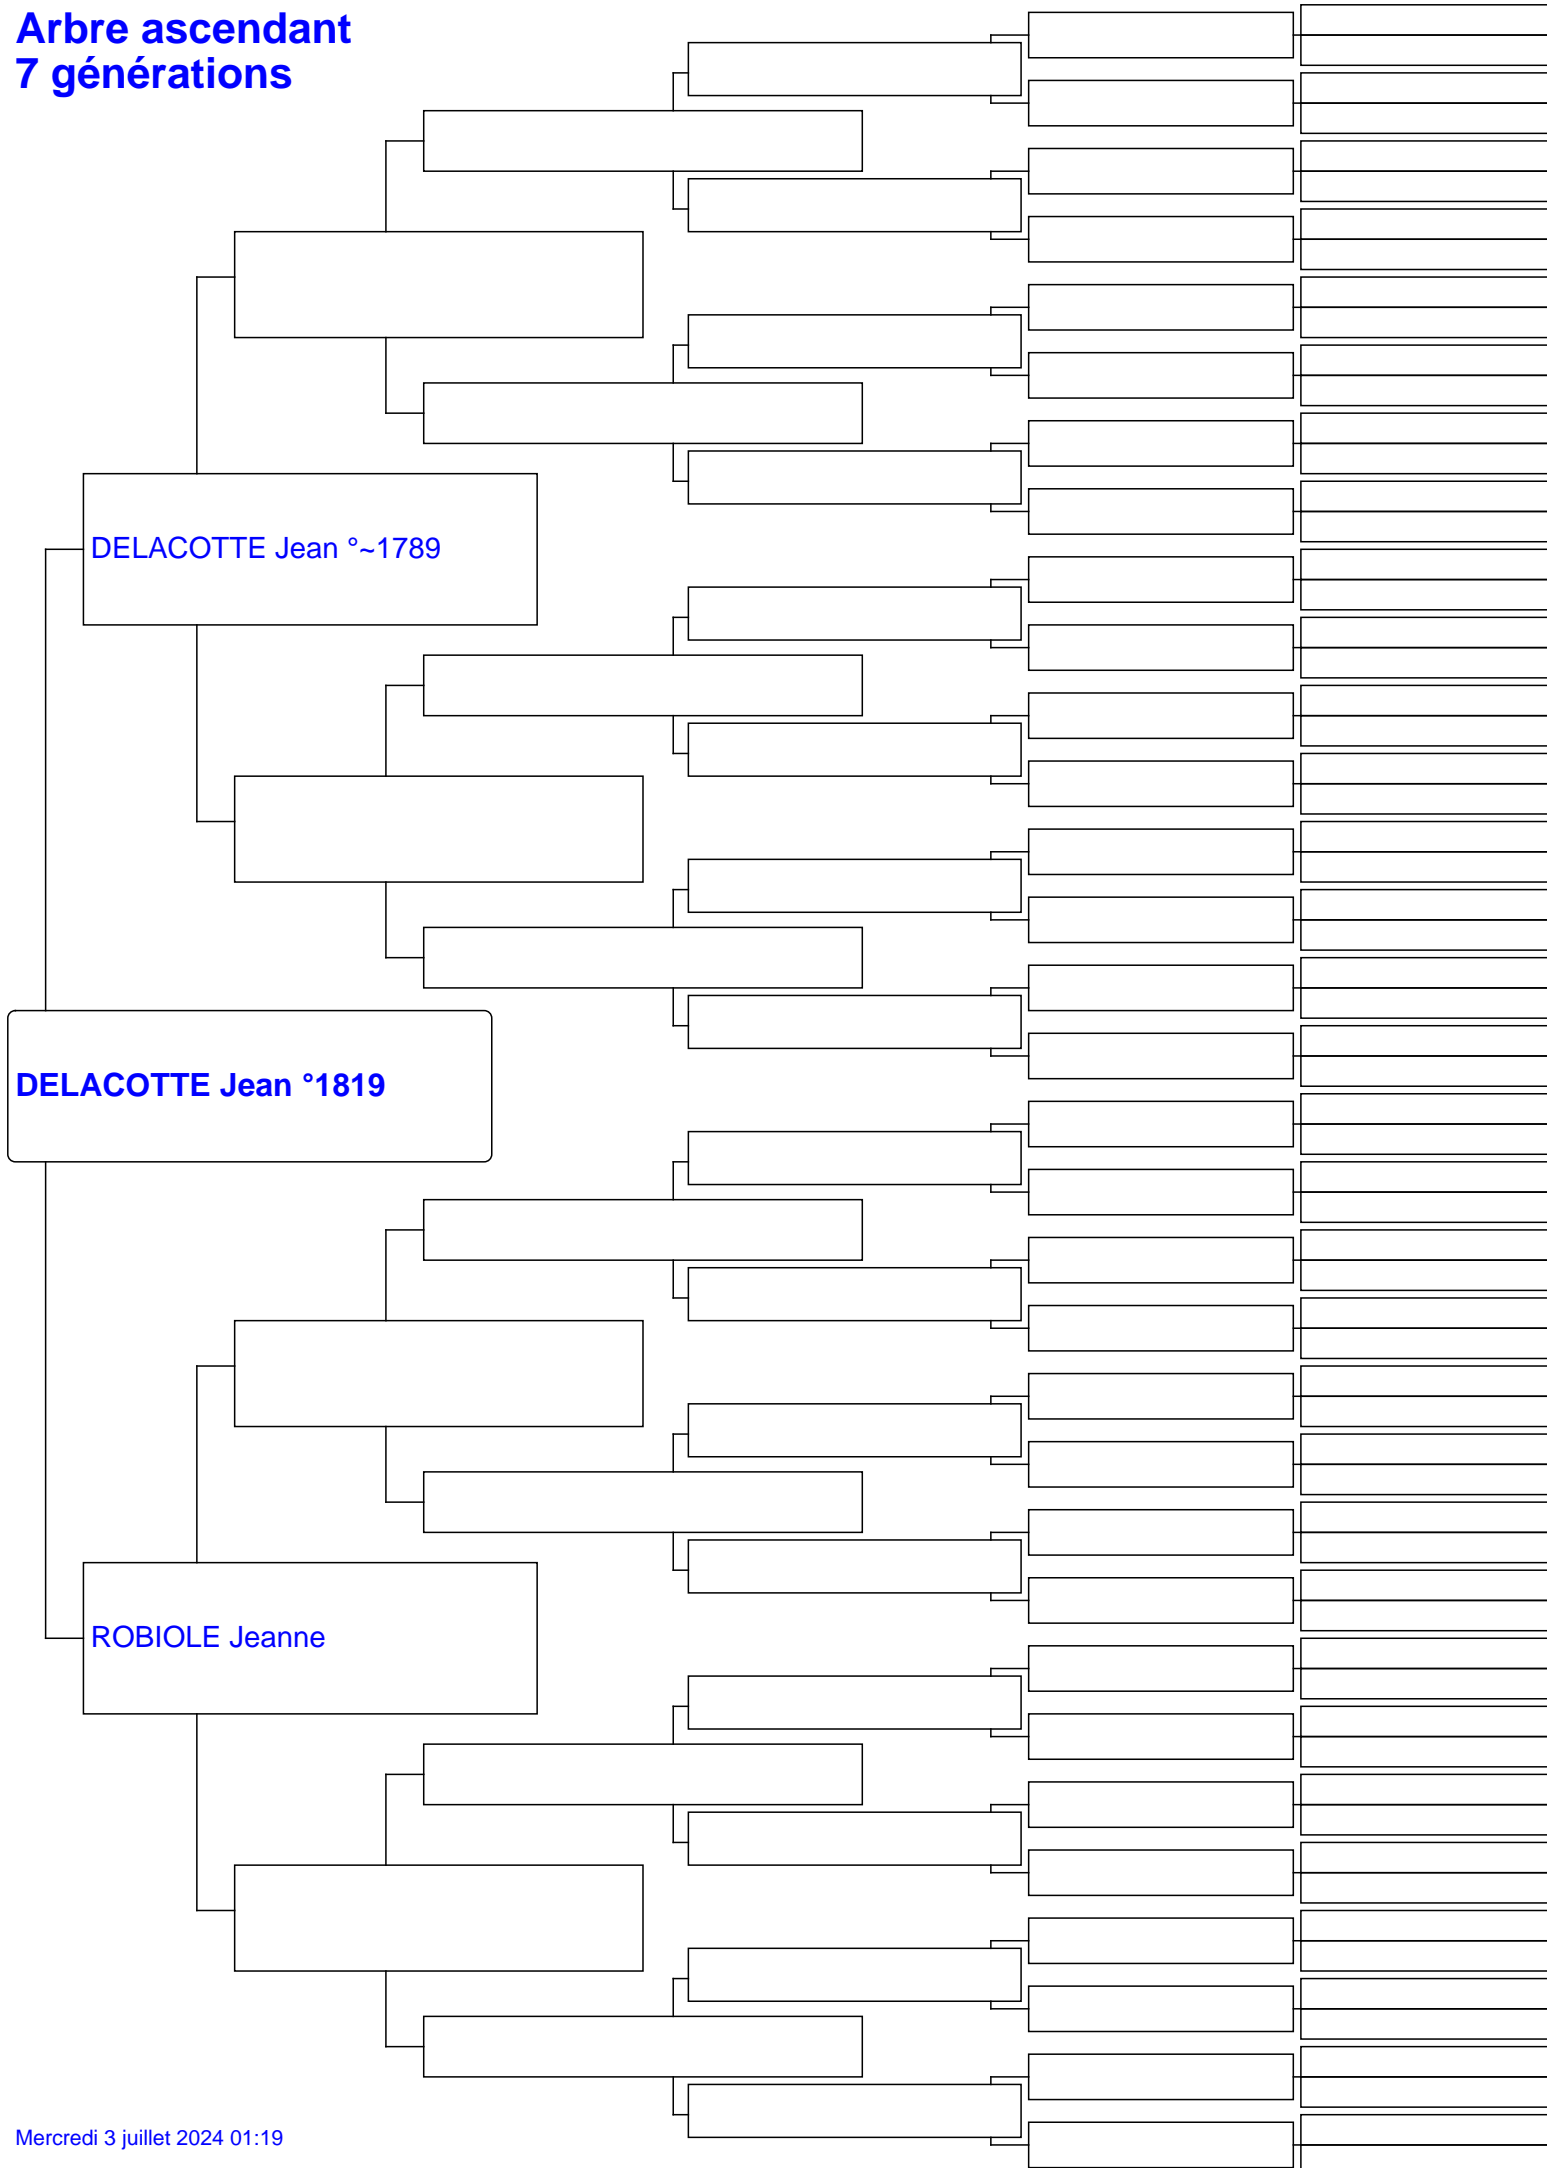 Arbre ascendant
7 générations
DELACOTTE Jean °~1789
DELACOTTE Jean °1819
ROBIOLE Jeanne
Mercredi 3 juillet 2024 01:19